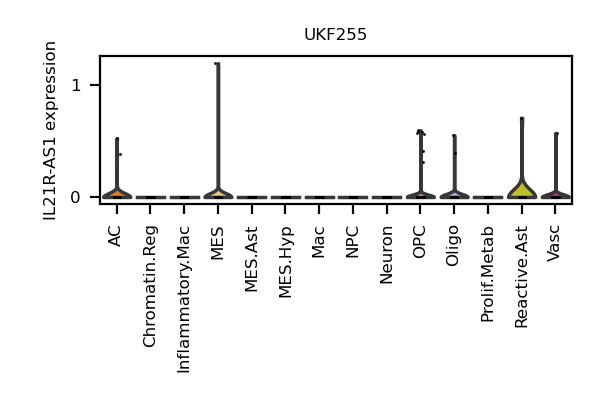 UKF255
IL21R-AS1 expression
1
0
AC
Chromatin.Reg
Inflammatory.Mac
MES
MES.Ast
MES.Hyp
Mac
NPC
Neuron
OPC
Oligo
Prolif.Metab
Reactive.Ast
Vasc